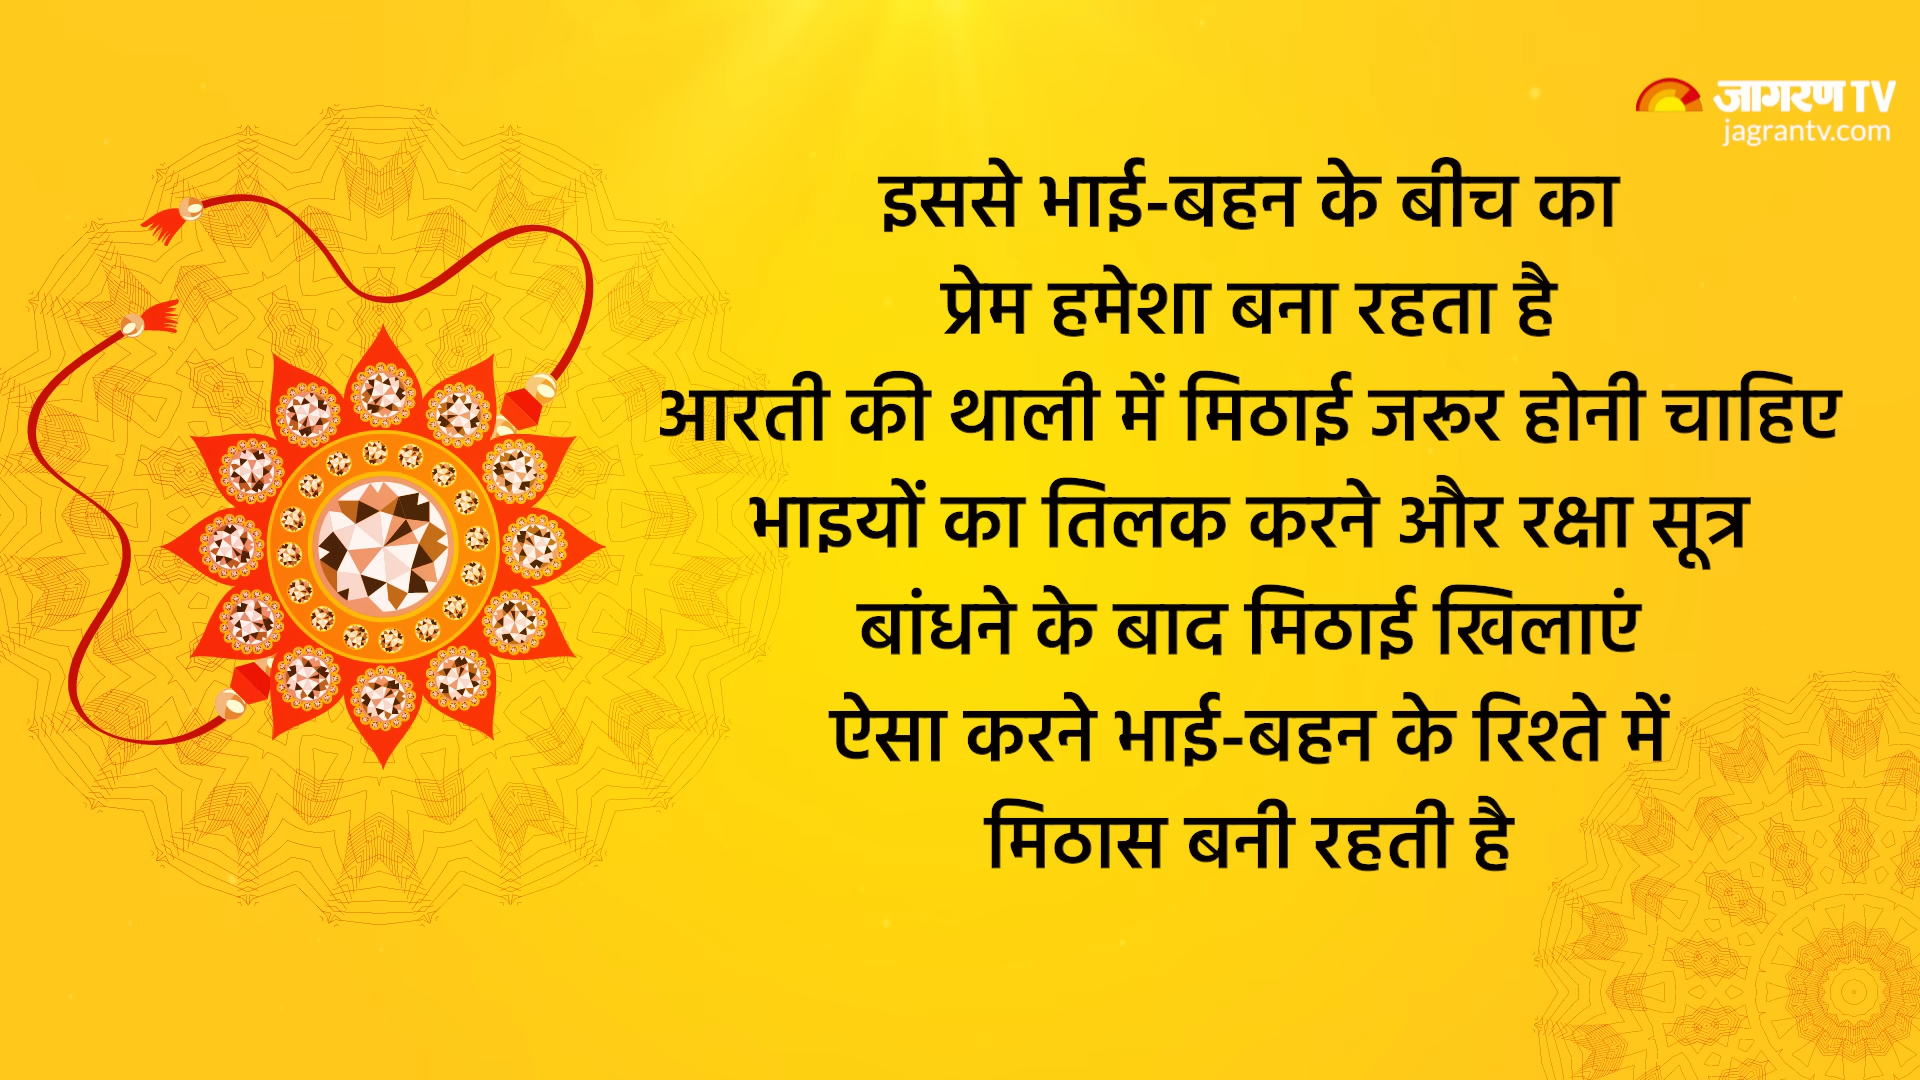 जागरण TV
jagrantv.com
इससे भाई-बहन के बीच का
प्रेम हमेशा बना रहता है
आरती की थाली में मिठाई जरूर होनी चाहिए
भाइयों का तिलक करने और रक्षा सूत्र
बांधने के बाद मिठाई खिलाएं
ऐसा करने भाई-बहन के रिश्ते में
मिठास बनी रहती है